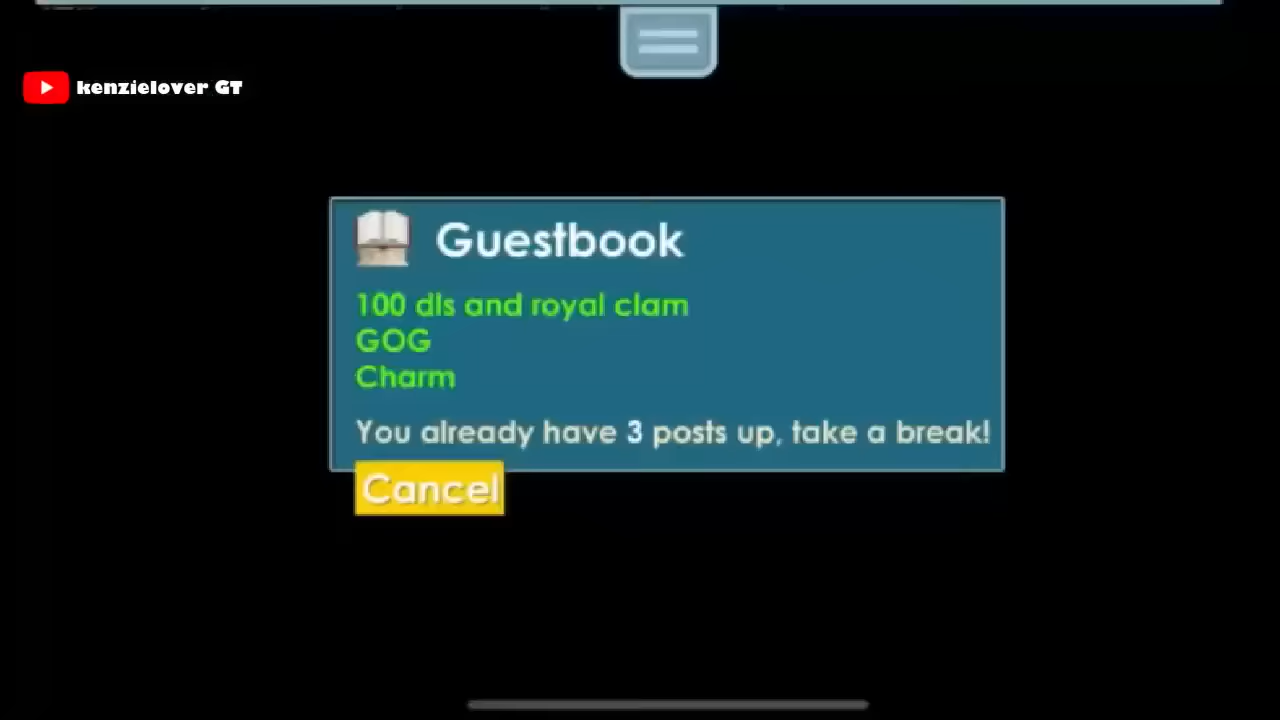 kenzielover GT
Guestbook
100 dls and royal clam
GOG
Charm
You already have 3 posts up, take a break!
Cancel